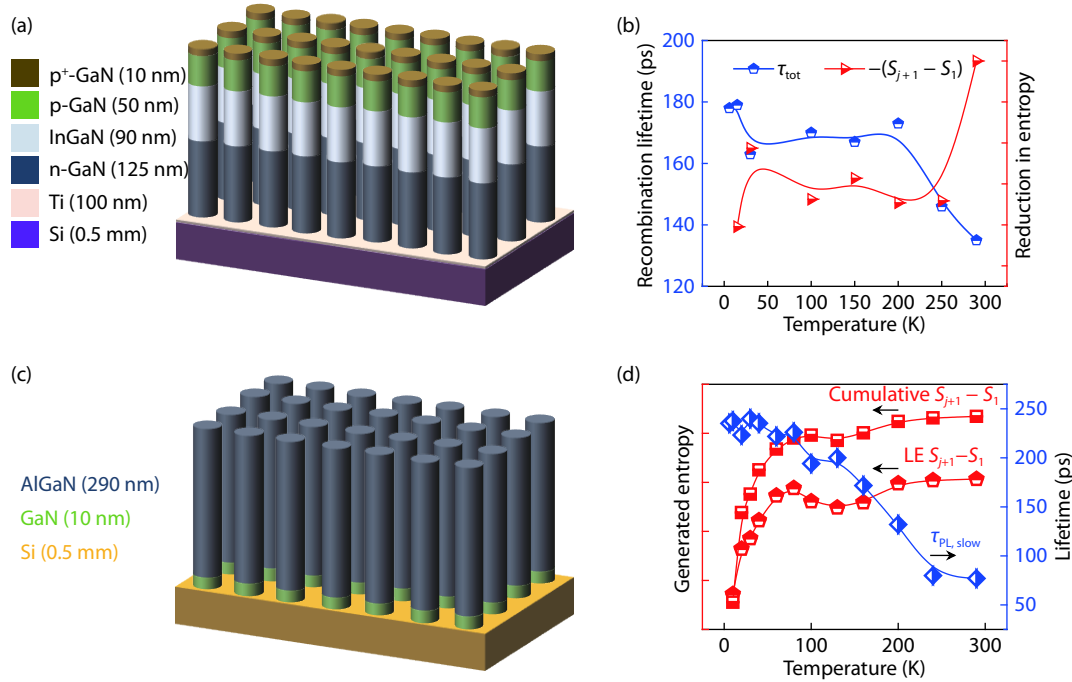 (a)
p⁺-GaN (10 nm)
p-GaN (50 nm)
InGaN (90 nm)
n-GaN (125 nm)
Ti (100 nm)
Si (0.5 mm)
(b)
200
180
160
140
120
Recombination lifetime (ps)
τtot
−(Sj + 1 − S1)
Reduction in entropy
0 50 100 150 200 250 300
Temperature (K)
(c)
AlGaN (290 nm)
GaN (10 nm)
Si (0.5 mm)
(d)
Generated entropy
Cumulative Sj+1 − S1
LE Sj+1−S1
τPL, slow
250
200
150
100
50
Lifetime (ps)
0 100 200 300
Temperature (K)